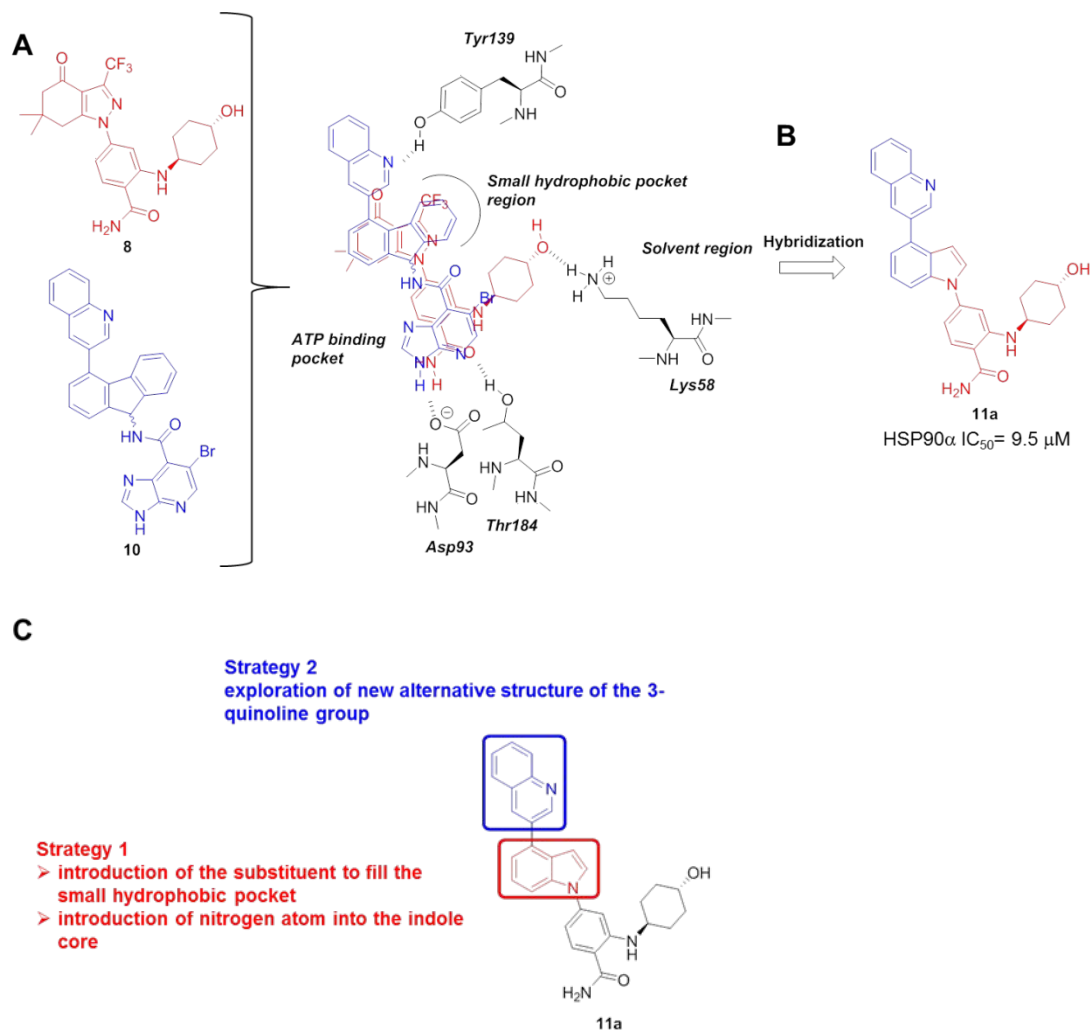 A
O
CF₃
N
N
OH
N
H
H₂N
O
8
N
HN
O
Br
N
N
H
N
10
Tyr139
HN
O
N
H
O
H
N
O
CF₃
N
N
Small hydrophobic pocket
region
H
O
H
Solvent region
HN
O
Br
N
H
H
N
H
⊕
N
N
O
N
N
H
H
ATP binding
pocket
HN
O
N
H
Lys58
H
O
⊖
O
O
N
H
O
HN
NH
O
HN
Thr184
Asp93
Hybridization
B
N
N
OH
N
H
H₂N
O
11a
HSP90α IC₅₀= 9.5 μM
C
Strategy 2
exploration of new alternative structure of the 3-
quinoline group
Strategy 1
➢ introduction of the substituent to fill the
small hydrophobic pocket
➢ introduction of nitrogen atom into the indole
core
N
N
OH
N
H
H₂N
O
11a